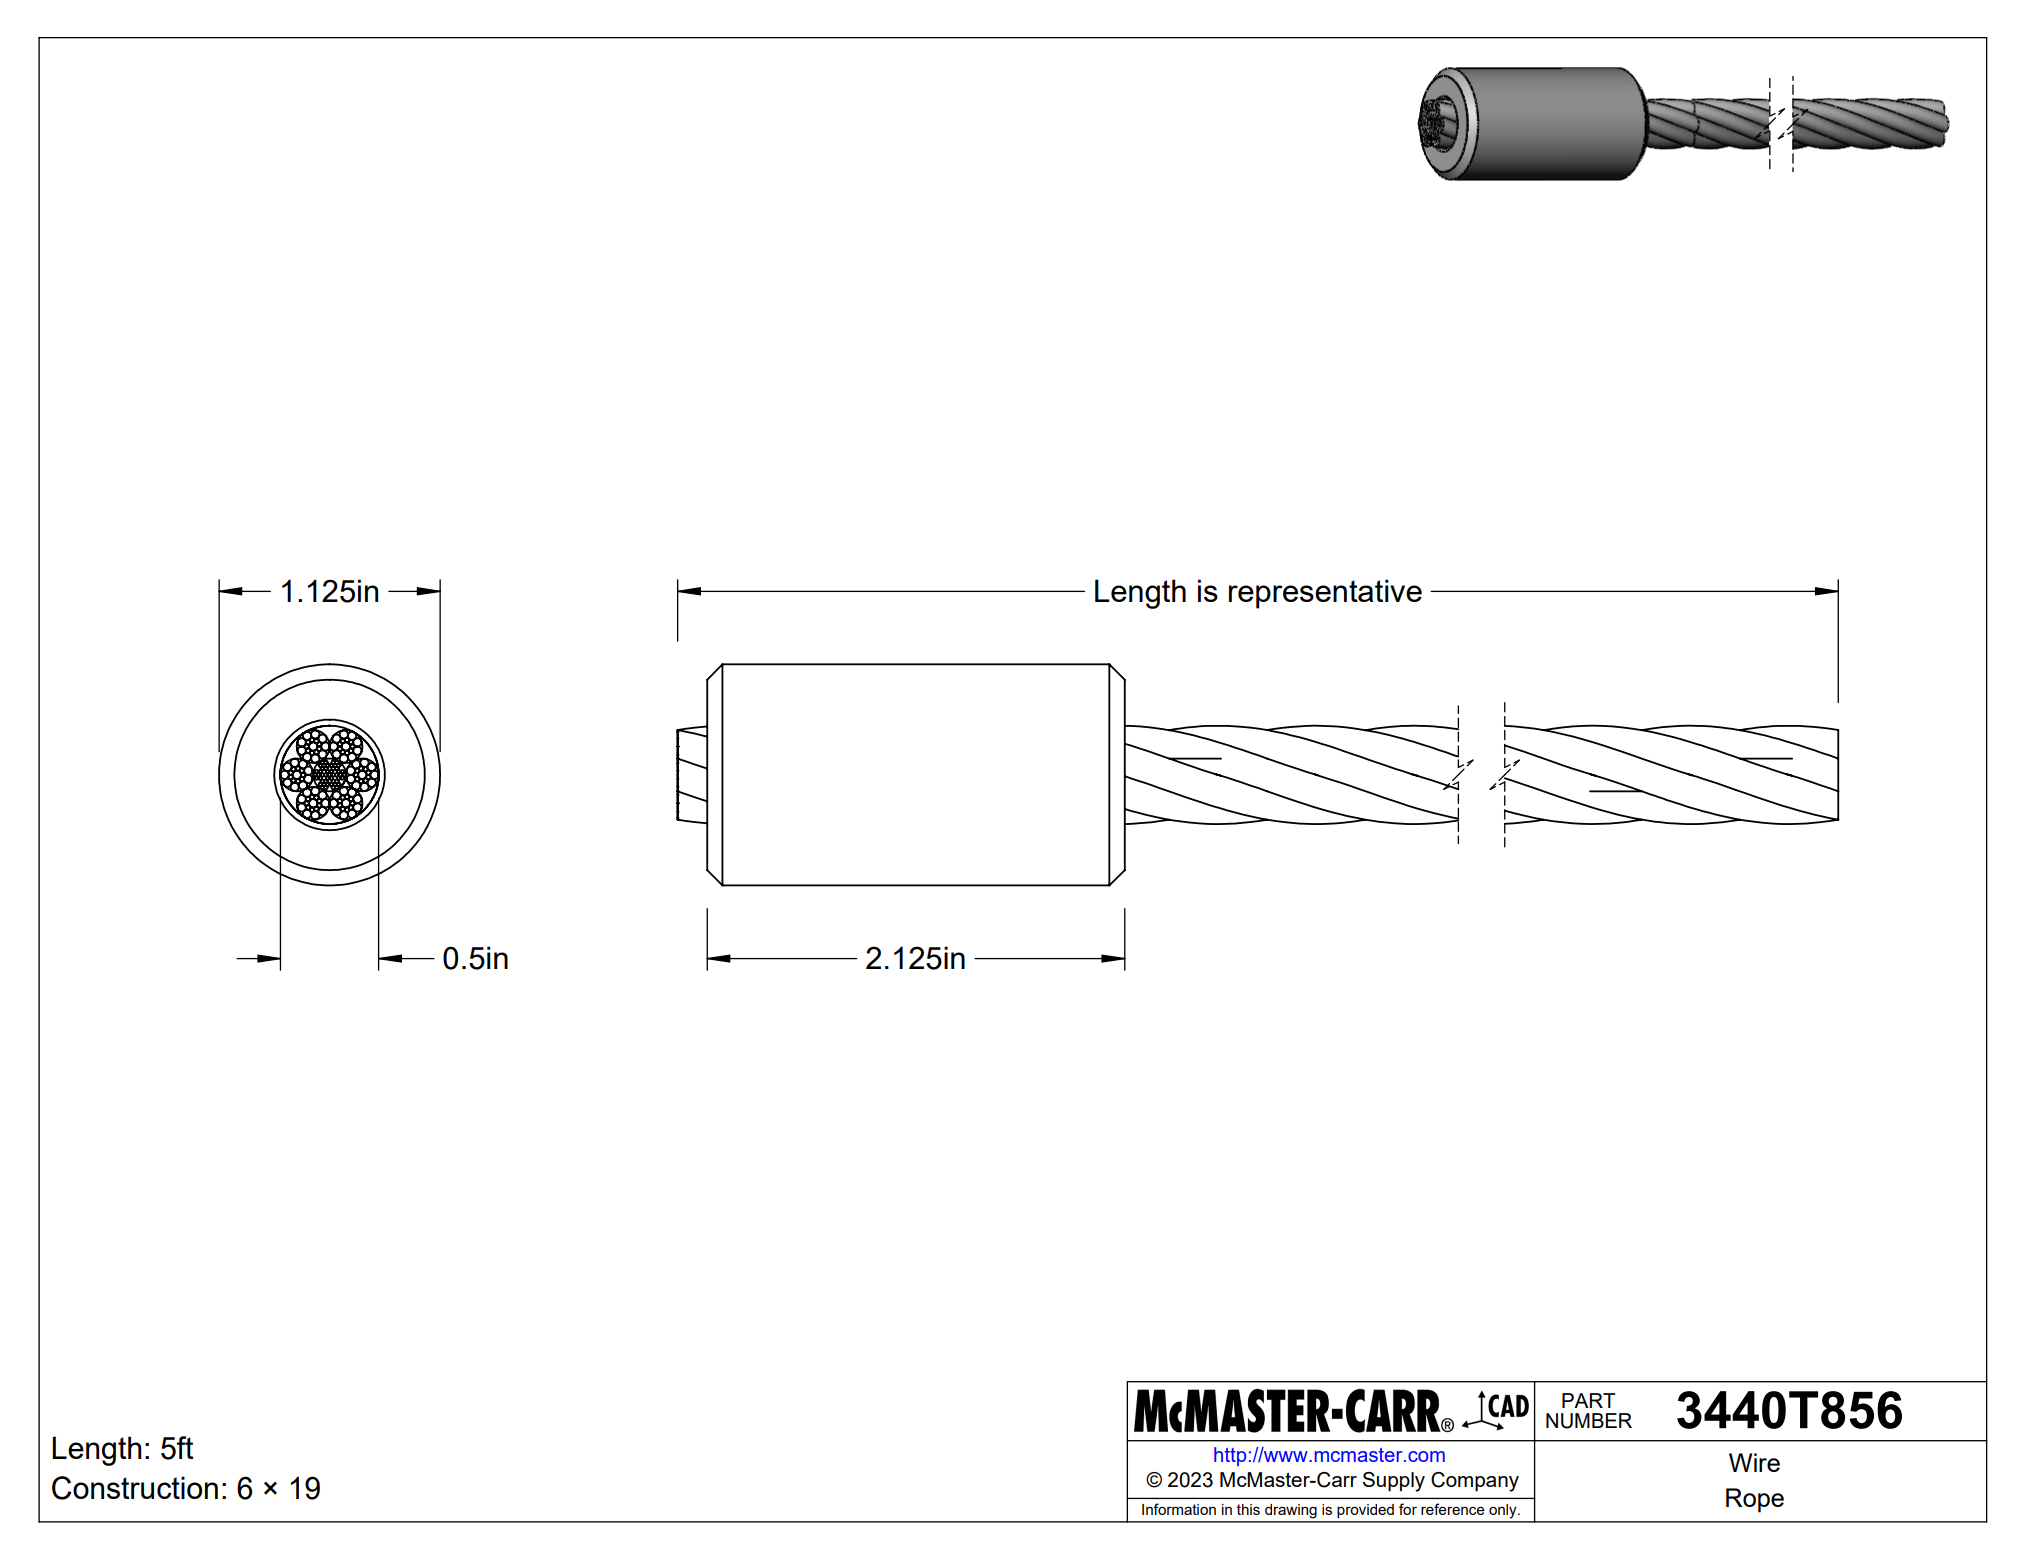 1.125in
Length is representative
0.5in
2.125in
Length: 5ft
Construction: 6 × 19
McMASTER-CARR® CAD
http://www.mcmaster.com
© 2023 McMaster-Carr Supply Company
Information in this drawing is provided for reference only.
PART
NUMBER
3440T856
Wire
Rope